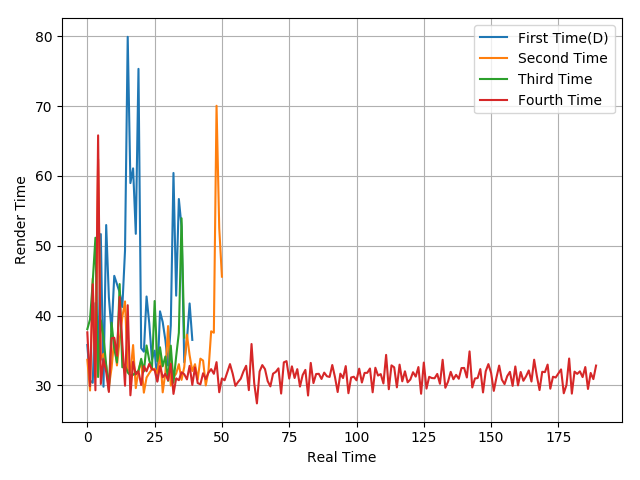 First Time(D)
Second Time
Third Time
Fourth Time
Render Time
80
70
60
50
40
30
0 25 50 75 100 125 150 175
Real Time